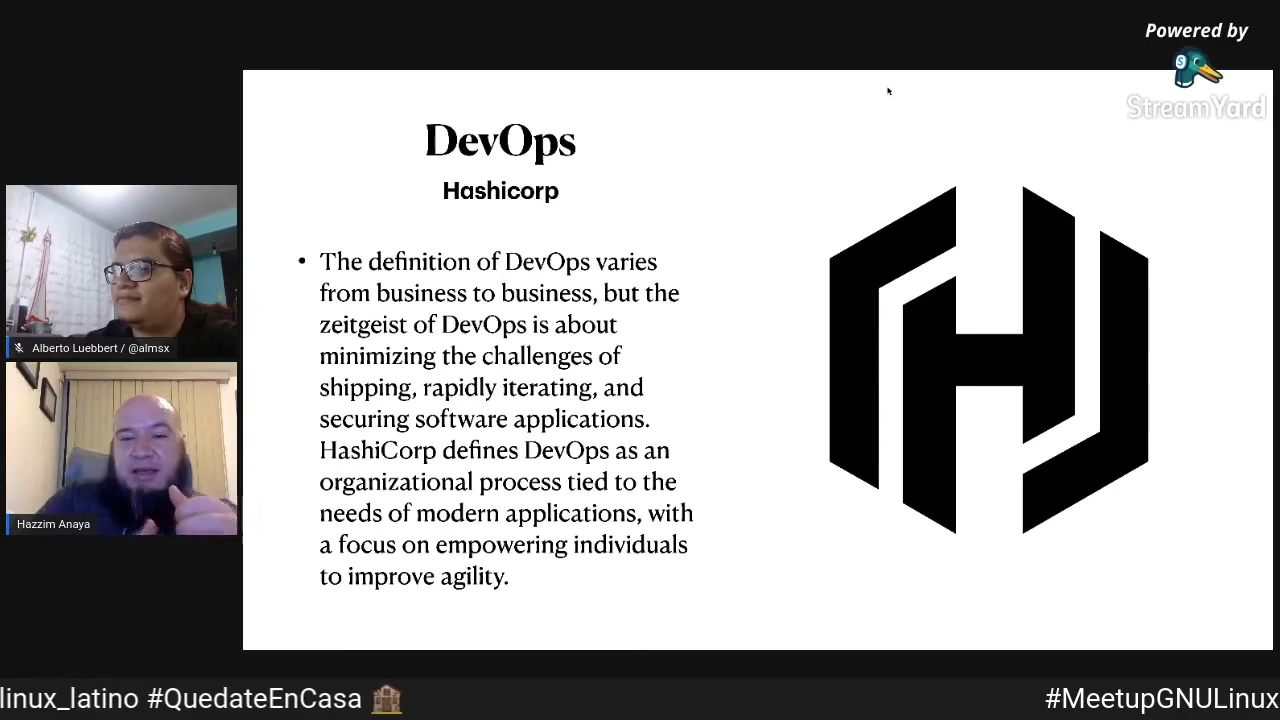 Powered by
StreamYard
DevOps
Hashicorp
• The definition of DevOps varies
from business to business, but the
zeitgeist of DevOps is about
minimizing the challenges of
shipping, rapidly iterating, and
securing software applications.
HashiCorp defines DevOps as an
organizational process tied to the
needs of modern applications, with
a focus on empowering individuals
to improve agility.
Alberto Luebbert / @almsx
Hazzim Anaya
linux_latino #QuedateEnCasa
#MeetupGNULinux